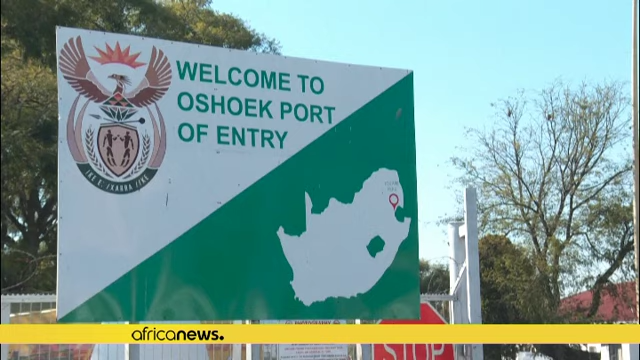 WELCOME TO
OSHOEK PORT
OF ENTRY
africanews.
STOP